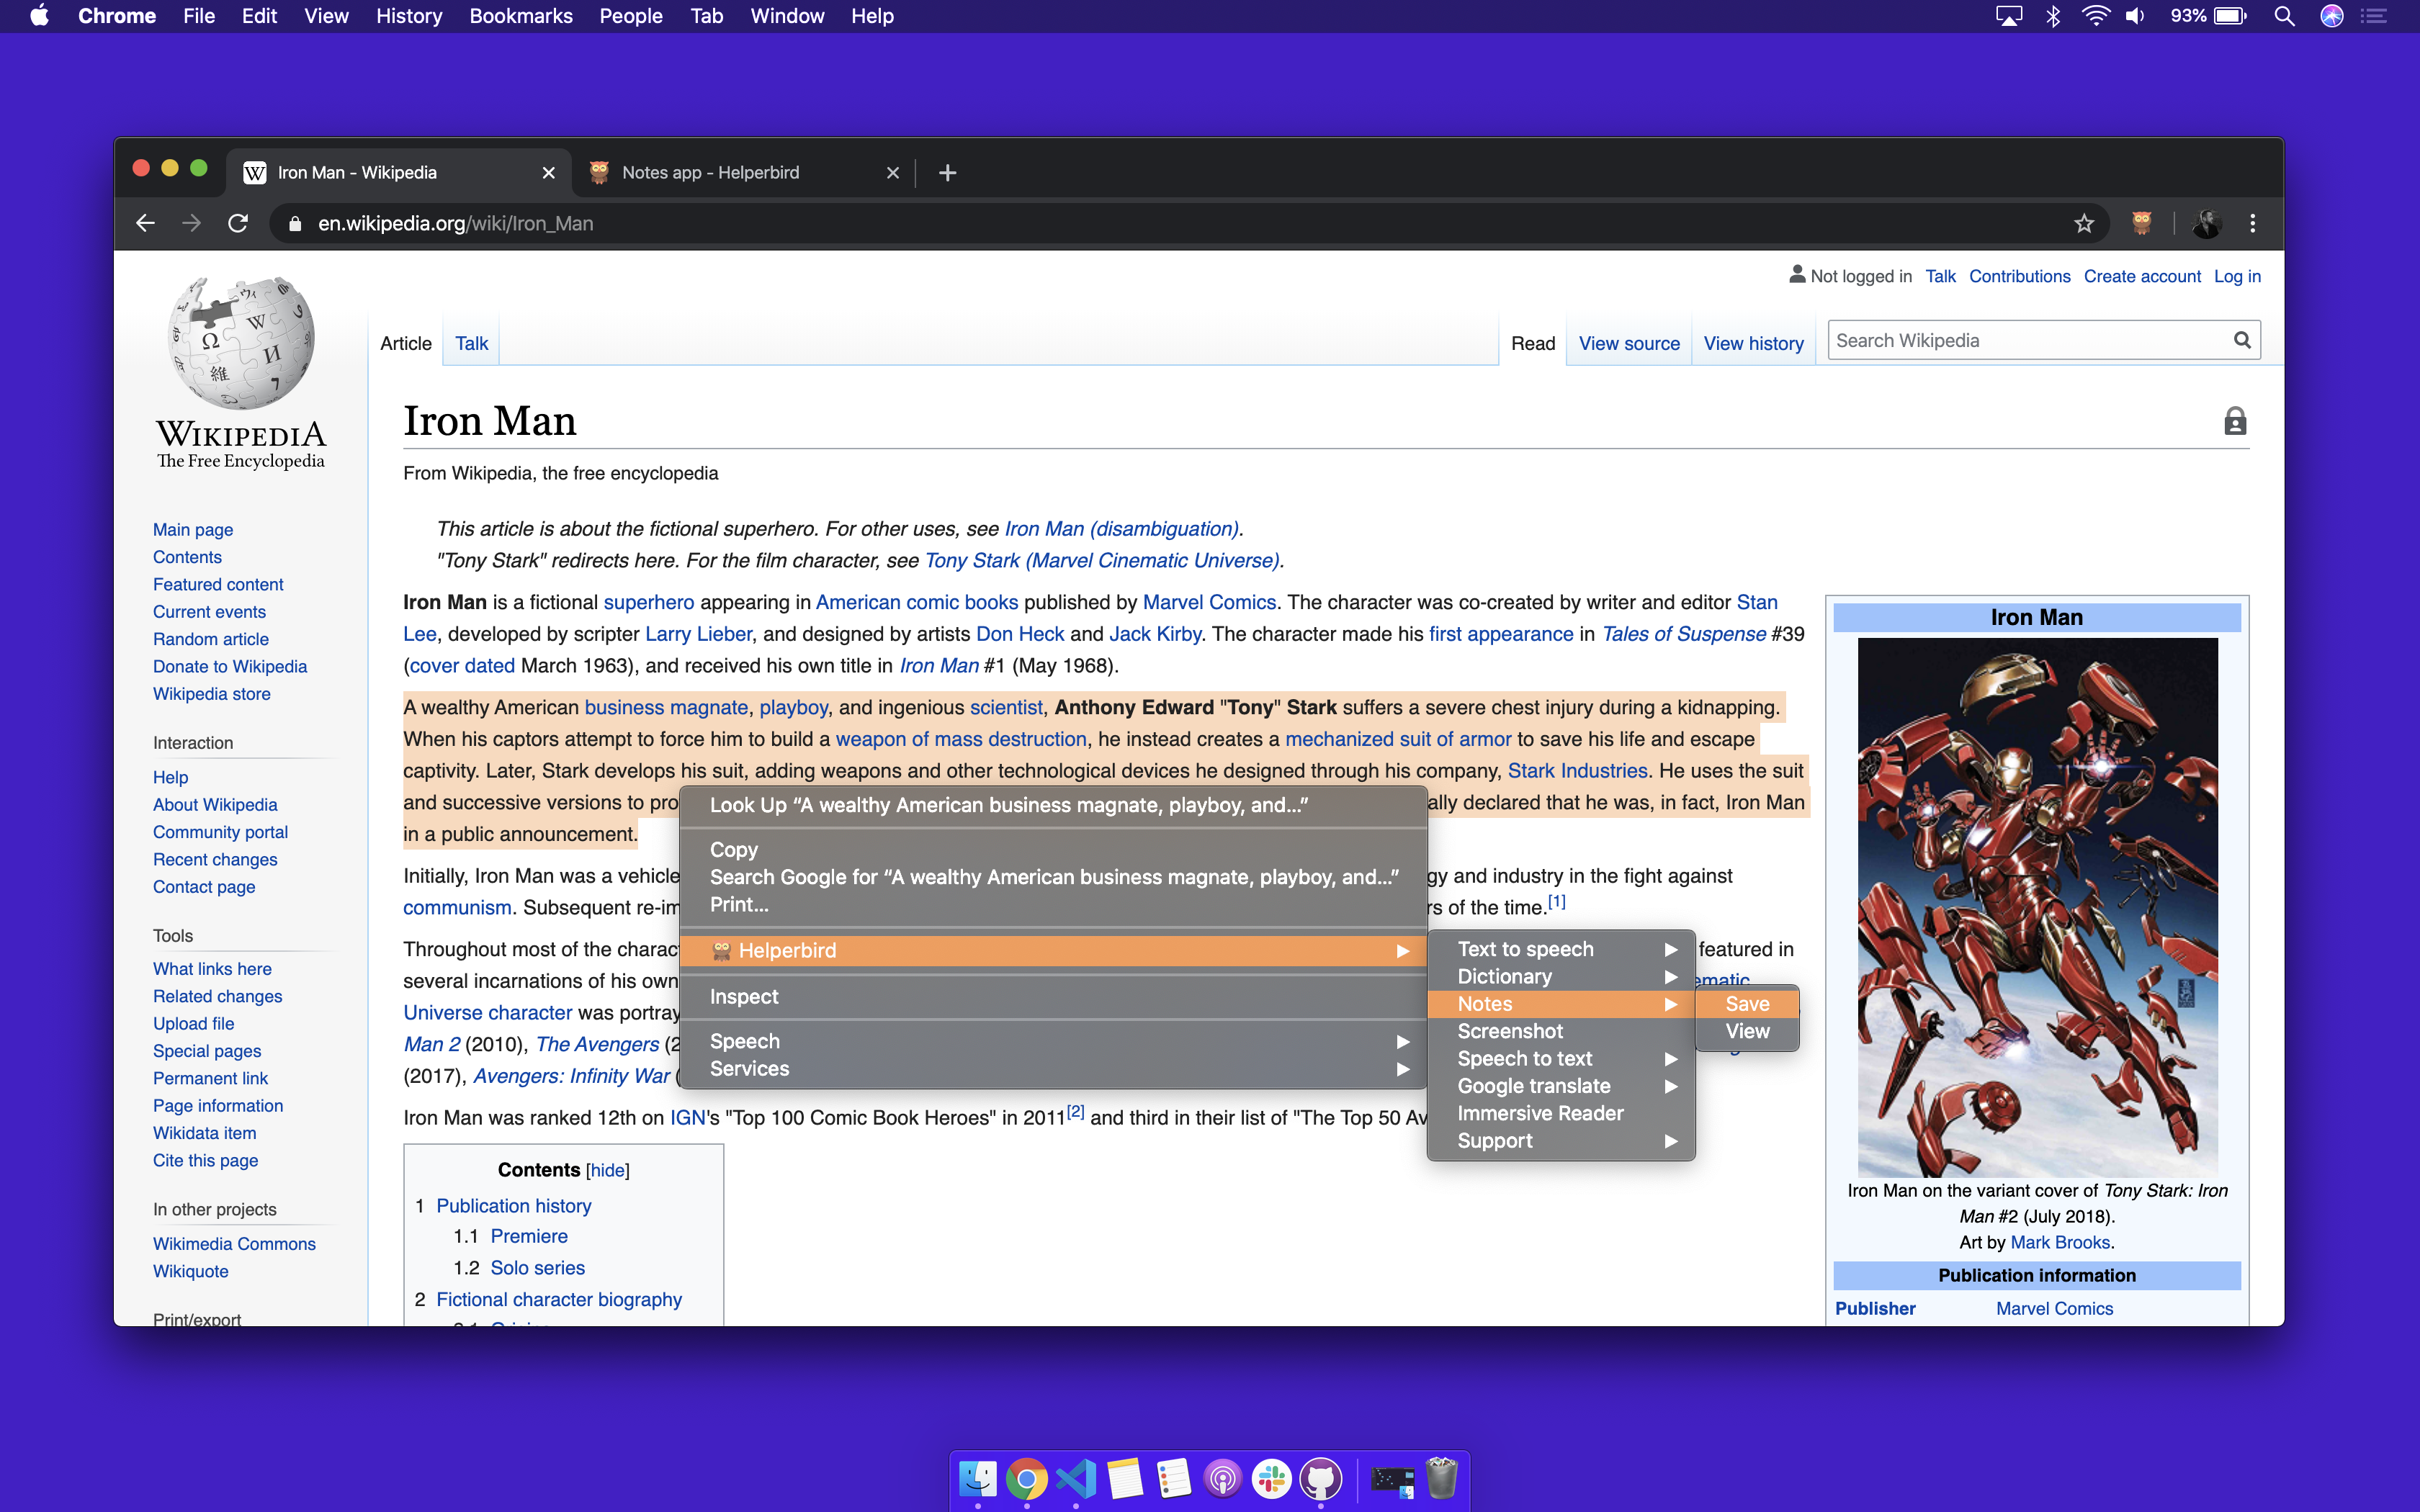 Chrome File Edit View History Bookmarks People Tab Window Help
93%
Iron Man - Wikipedia
Notes app - Helperbird
en.wikipedia.org/wiki/Iron_Man
Not logged in Talk Contributions Create account Log in
Article Talk
Read View source View history
Search Wikipedia
WIKIPEDIA
The Free Encyclopedia
Main page
Contents
Featured content
Current events
Random article
Donate to Wikipedia
Wikipedia store
Interaction
Help
About Wikipedia
Community portal
Recent changes
Contact page
Tools
What links here
Related changes
Upload file
Special pages
Permanent link
Page information
Wikidata item
Cite this page
In other projects
Wikimedia Commons
Wikiquote
Print/export
Iron Man
From Wikipedia, the free encyclopedia
This article is about the fictional superhero. For other uses, see Iron Man (disambiguation).
"Tony Stark" redirects here. For the film character, see Tony Stark (Marvel Cinematic Universe).
Iron Man is a fictional superhero appearing in American comic books published by Marvel Comics. The character was co-created by writer and editor Stan
Lee, developed by scripter Larry Lieber, and designed by artists Don Heck and Jack Kirby. The character made his first appearance in Tales of Suspense #39
(cover dated March 1963), and received his own title in Iron Man #1 (May 1968).
A wealthy American business magnate, playboy, and ingenious scientist, Anthony Edward "Tony" Stark suffers a severe chest injury during a kidnapping.
When his captors attempt to force him to build a weapon of mass destruction, he instead creates a mechanized suit of armor to save his life and escape
captivity. Later, Stark develops his suit, adding weapons and other technological devices he designed through his company, Stark Industries. He uses the suit
and successive versions to pro ally declared that he was, in fact, Iron Man
in a public announcement.
Initially, Iron Man was a vehicle gy and industry in the fight against
communism. Subsequent re-im rs of the time.[1]
Throughout most of the charac featured in
several incarnations of his own ematic
Universe character was portray
Man 2 (2010), The Avengers (2
(2017), Avengers: Infinity War (
Iron Man was ranked 12th on IGN's "Top 100 Comic Book Heroes" in 2011[2] and third in their list of "The Top 50 Av
Contents [hide]
1 Publication history
1.1 Premiere
1.2 Solo series
2 Fictional character biography
Look Up “A wealthy American business magnate, playboy, and...”
Copy
Search Google for “A wealthy American business magnate, playboy, and...”
Print...
Helperbird
Inspect
Speech
Services
Text to speech
Dictionary
Notes
Screenshot
Speech to text
Google translate
Immersive Reader
Support
Save
View
Iron Man
Iron Man on the variant cover of Tony Stark: Iron
Man #2 (July 2018).
Art by Mark Brooks.
Publication information
Publisher Marvel Comics